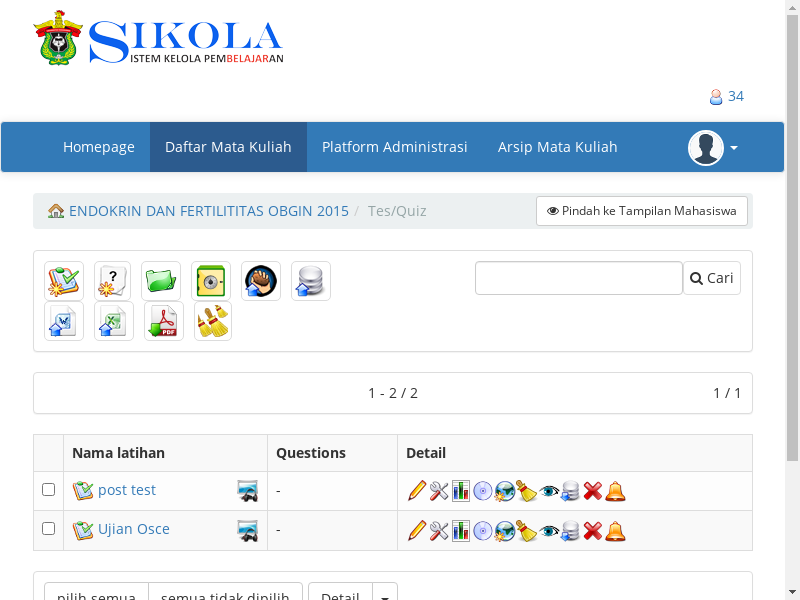 SIKOLA
ISTEM KELOLA PEMBELAJARAN
34
Homepage Daftar Mata Kuliah Platform Administrasi Arsip Mata Kuliah
ENDOKRIN DAN FERTILITITAS OBGIN 2015 / Tes/Quiz Pindah ke Tampilan Mahasiswa
Cari
1 - 2 / 2 1 / 1
Nama latihan Questions Detail
post test -
Ujian Osce -
pilih semua semua tidak dipilih Detail